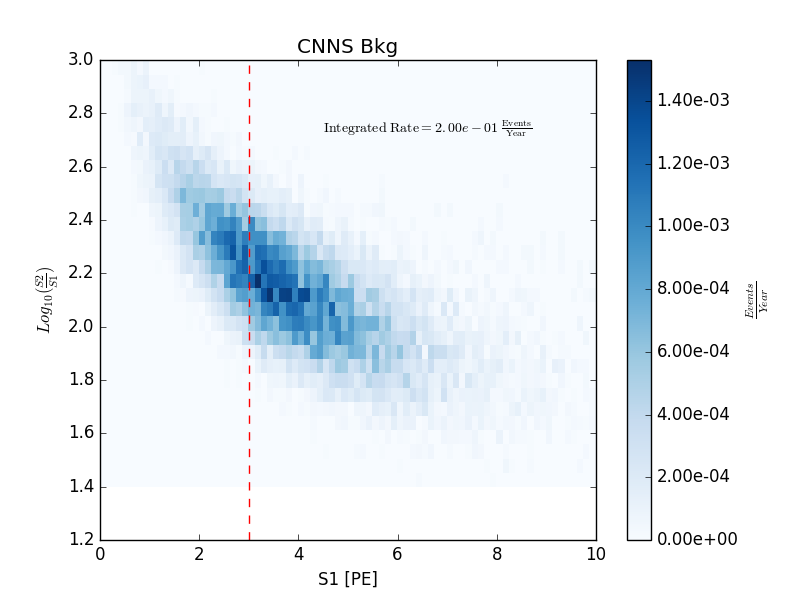 CNNS Bkg
Integrated Rate = 2.00e − 01 Events/Year
3.0
2.8
2.6
2.4
2.2
2.0
1.8
1.6
1.4
1.2
Log10(S2/S1)
0
2
4
6
8
10
S1 [PE]
1.40e-03
1.20e-03
1.00e-03
8.00e-04
6.00e-04
4.00e-04
2.00e-04
0.00e+00
Events/Year